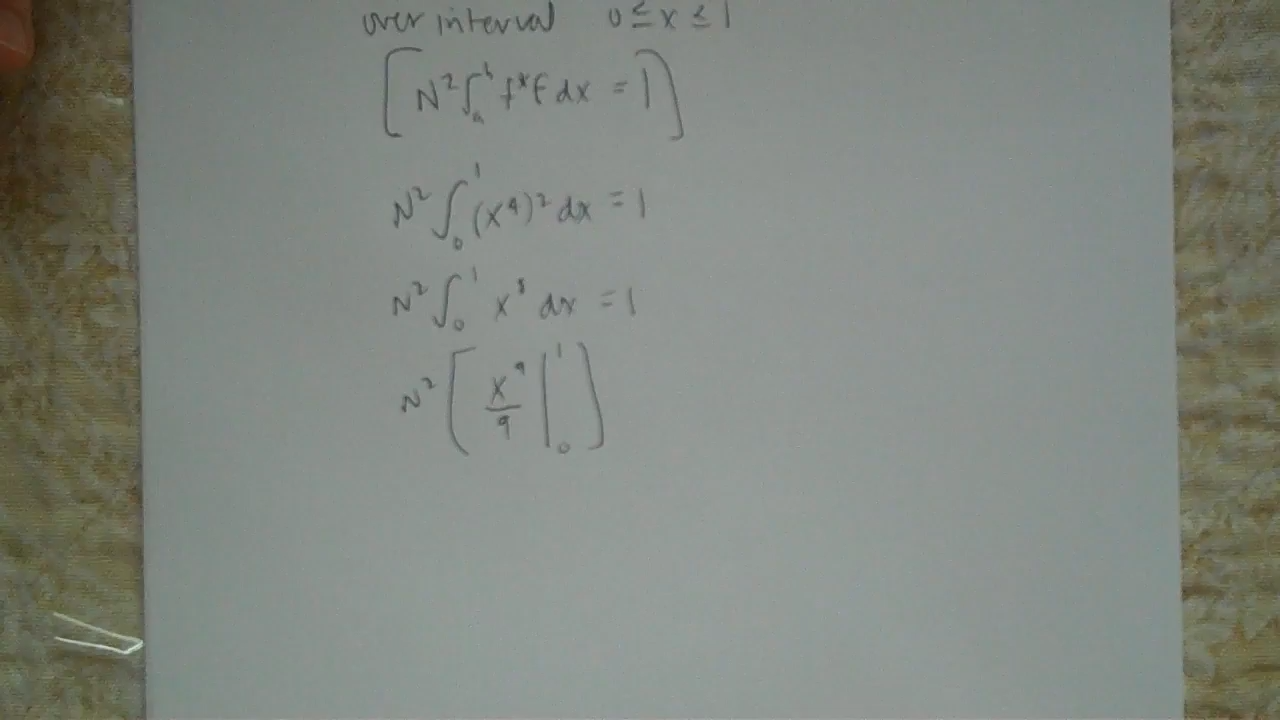 over interval 0 ≤ x ≤ 1
[N² ∫ₐᵇ f*f dx = 1]
N² ∫₀¹ (x⁴)² dx = 1
N² ∫₀¹ x⁸ dx = 1
N² [x⁹/9 |₀¹]